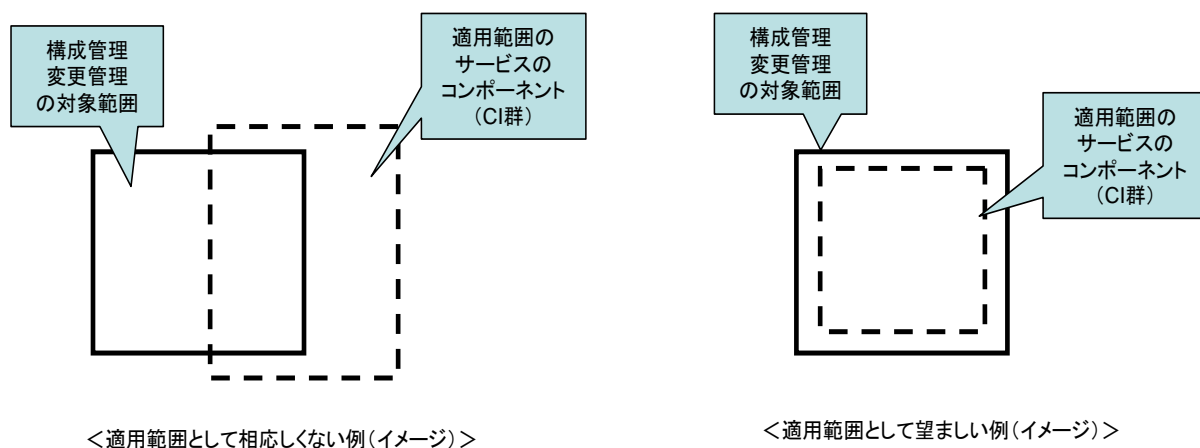 構成管理
変更管理
の対象範囲
適用範囲の
サービスの
コンポーネント
（CI群）
＜適用範囲として相応しくない例（イメージ）＞
構成管理
変更管理
の対象範囲
適用範囲の
サービスの
コンポーネント
（CI群）
＜適用範囲として望ましい例（イメージ）＞